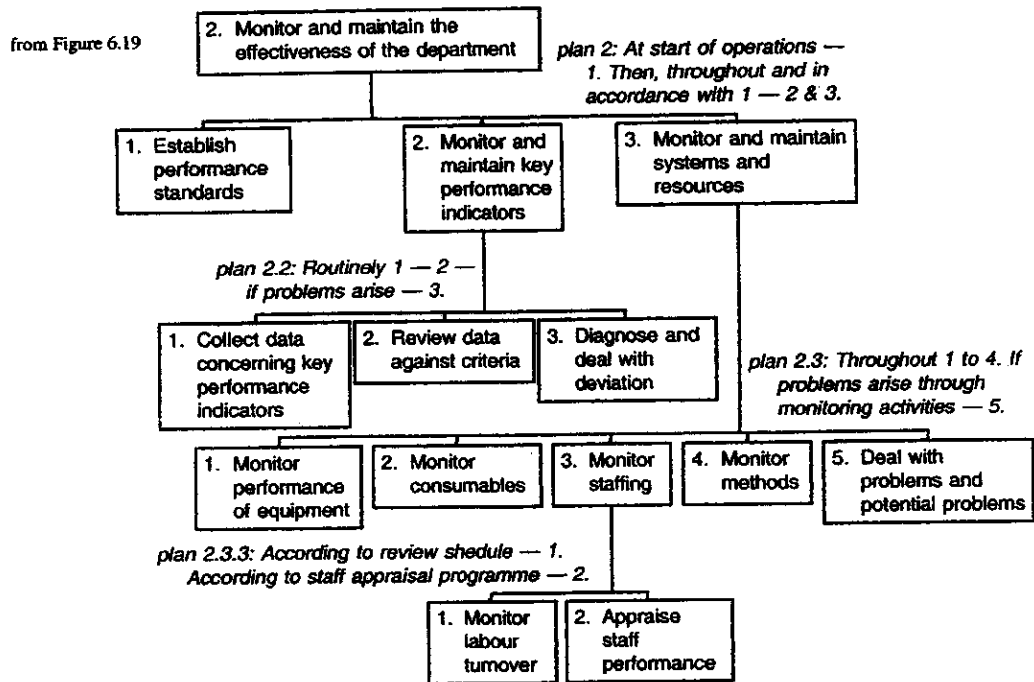 from Figure 6.19
2. Monitor and maintain the
effectiveness of the department
plan 2: At start of operations —
1. Then, throughout and in
accordance with 1 — 2 & 3.
1. Establish
performance
standards
2. Monitor and
maintain key
performance
indicators
3. Monitor and maintain
systems and
resources
plan 2.2: Routinely 1 — 2 —
if problems arise — 3.
1. Collect data
concerning key
performance
indicators
2. Review data
against criteria
3. Diagnose and
deal with
deviation
plan 2.3: Throughout 1 to 4. If
problems arise through
monitoring activities — 5.
1. Monitor
performance
of equipment
2. Monitor
consumables
3. Monitor
staffing
4. Monitor
methods
5. Deal with
problems and
potential problems
plan 2.3.3: According to review shedule — 1.
According to staff appraisal programme — 2.
1. Monitor
labour
turnover
2. Appraise
staff
performance